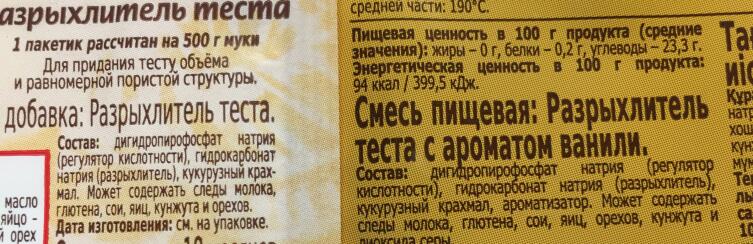 азрыхлитель теста
1 пакетик рассчитан на 500 г муки
Для придания тесту объёма
и равномерной пористой структуры.
добавка: Разрыхлитель теста.
Состав: дигидропирофосфат натрия
(регулятор кислотности), гидрокарбонат
натрия (разрыхлитель), кукурузный крах-
мал. Может содержать следы молока,
глютена, сои, яиц, кунжута и орехов.
Дата изготовления: см. на упаковке.
масло
яйцо -
й орех
средней части: 190°С.
Пищевая ценность в 100 г продукта (средние
значения): жиры – 0 г, белки – 0,2 г, углеводы – 23,3 г.
Энергетическая ценность в 100 г продукта:
94 ккал / 399,5 кДж.
Смесь пищевая: Разрыхлитель
теста с ароматом ванили.
Состав: дигидропирофосфат натрия (регулятор
кислотности), гидрокарбонат натрия (разрыхлитель),
кукурузный крахмал, ароматизатор. Может содержать
следы молока, глютена, сои, яиц, орехов, кунжута и
диоксида серы.